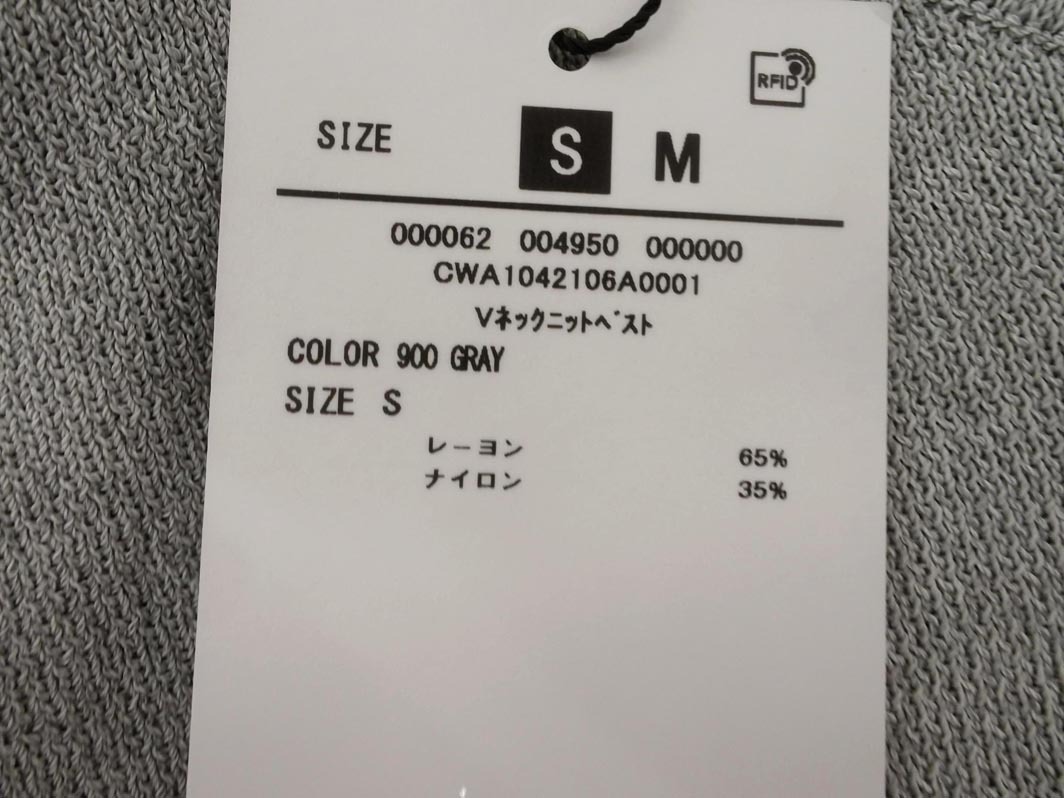 RFID
SIZE S M
000062 004950 000000
CWA1042106A0001
Vネックニットベスト
COLOR 900 GRAY
SIZE S
レーヨン 65%
ナイロン 35%